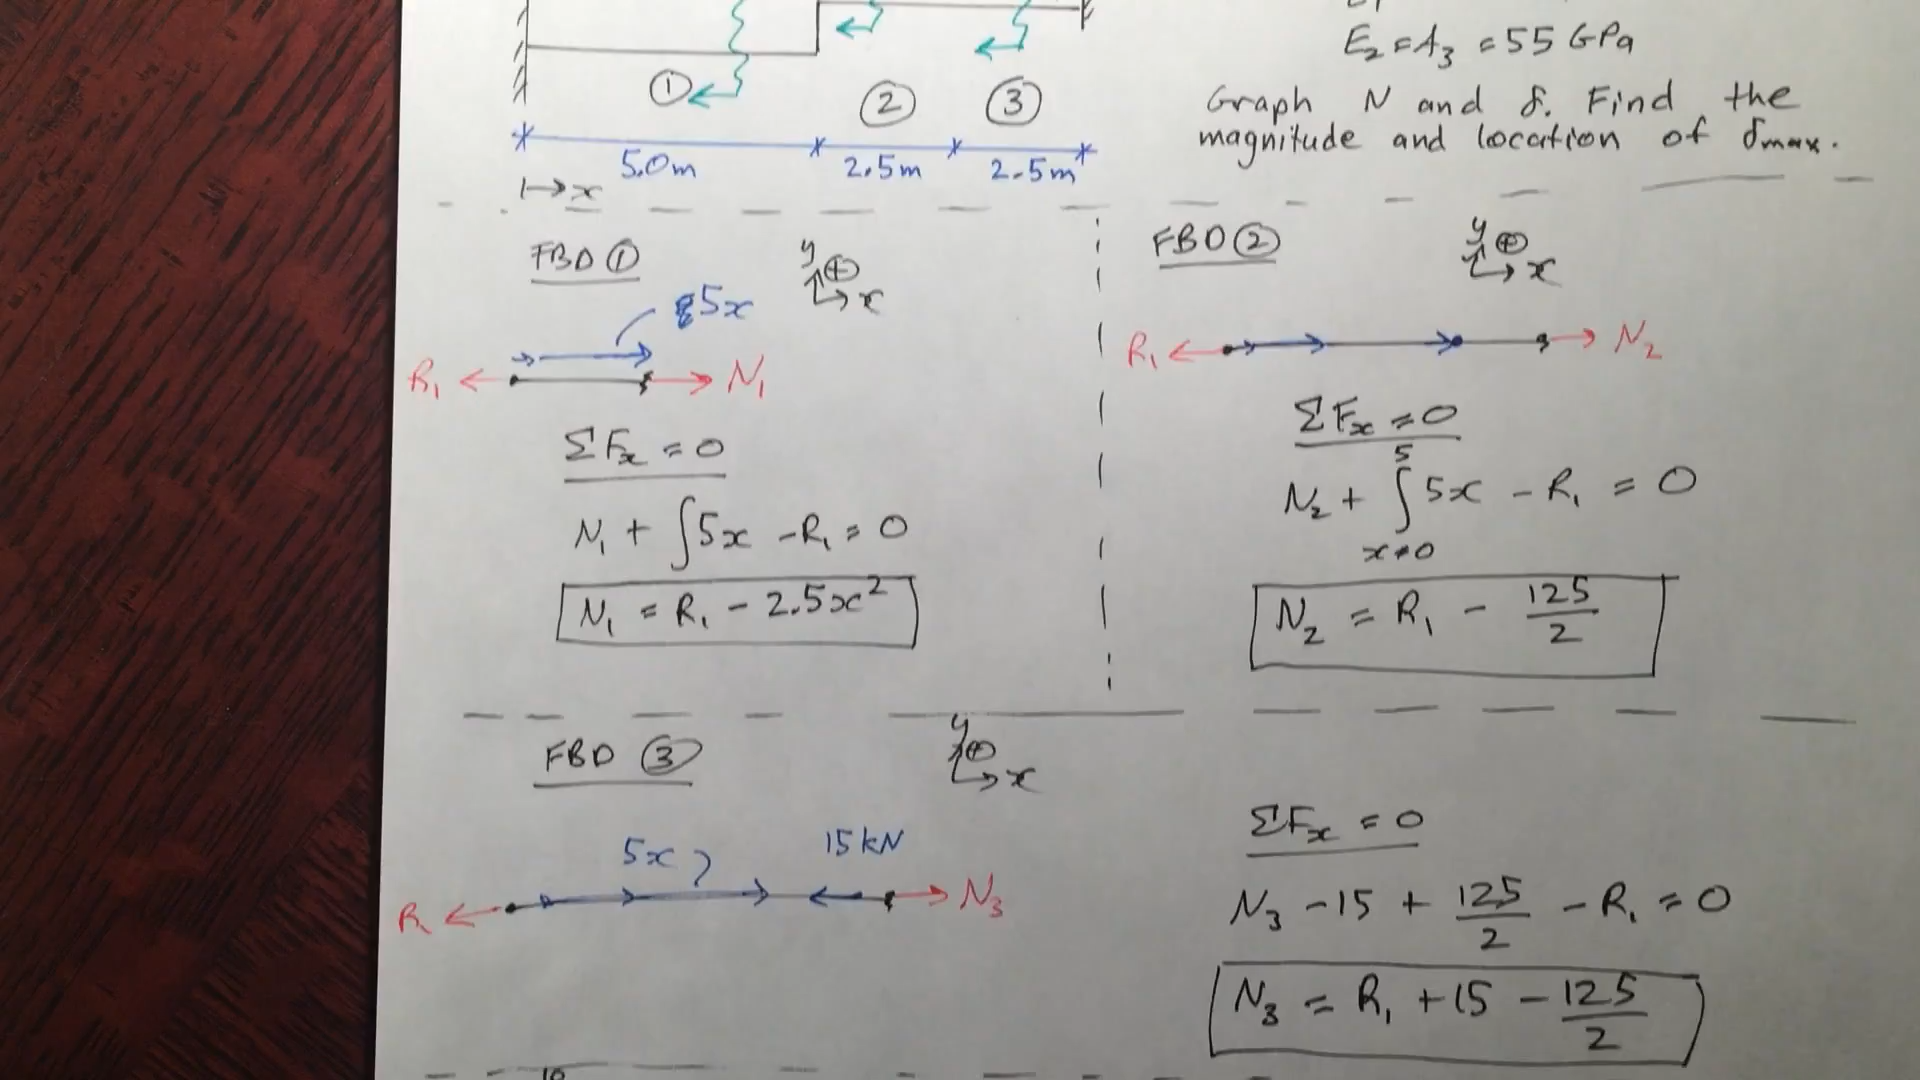 E₂ = A₃ = 55 GPa
Graph N and δ. Find the
magnitude and location of δmax.
① ② ③
5.0m 2.5m 2.5m
x
FBD ①
y + x
5x
R₁ N₁
ΣFx = 0
N₁ + ∫5x - R₁ = 0
N₁ = R₁ - 2.5x²
FBD ②
y + x
R₁ N₂
ΣFx = 0
5
N₂ + ∫5x - R₁ = 0
x=0
N₂ = R₁ - 125/2
FBD ③
y + x
5x 15kN
R₁ N₃
ΣFx = 0
N₃ - 15 + 125/2 - R₁ = 0
N₃ = R₁ + 15 - 125/2